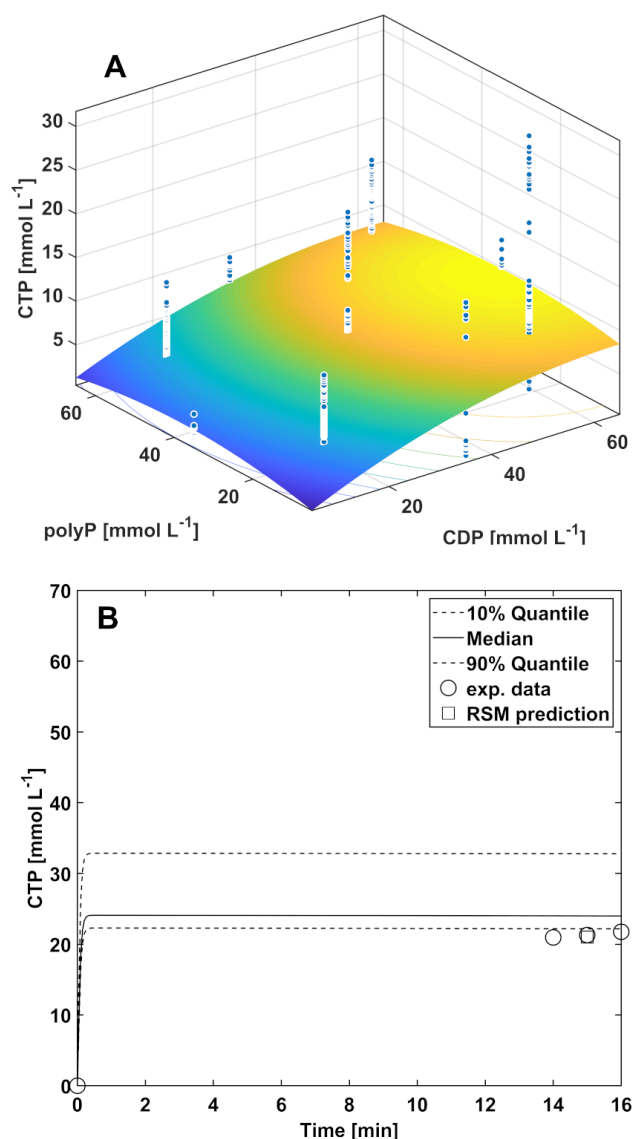 A
30
25
20
15
10
5
CTP [mmol L-1]
60
40
20
polyP [mmol L-1]
20
40
60
CDP [mmol L-1]
B
70
60
50
40
30
20
10
0
CTP [mmol L-1]
10% Quantile
Median
90% Quantile
exp. data
RSM prediction
0 2 4 6 8 10 12 14 16
Time [min]